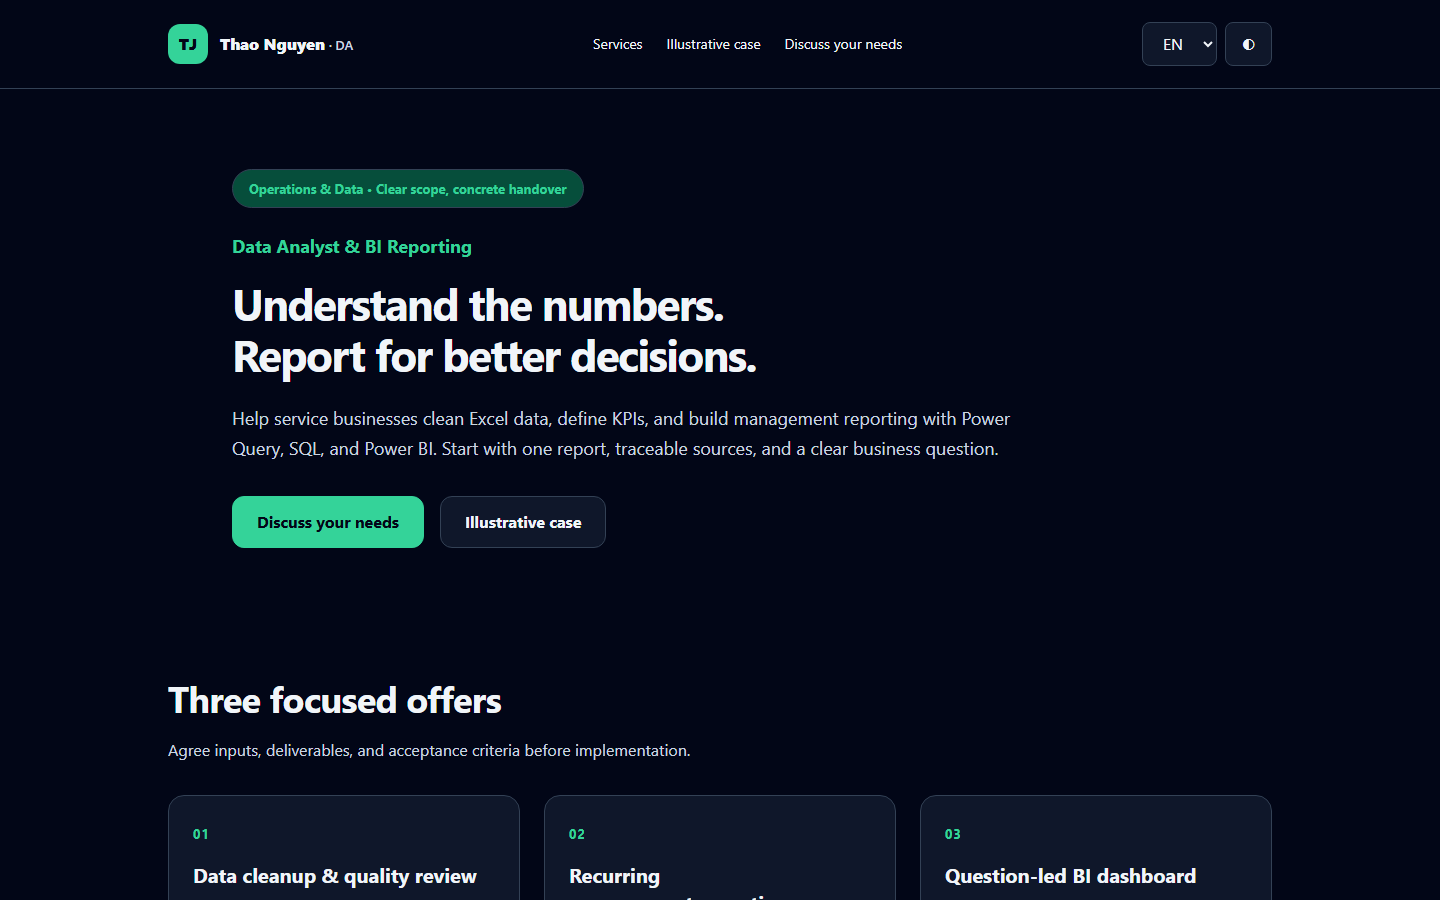 TJ
Thao Nguyen · DA
Services
Illustrative case
Discuss your needs
EN
Operations & Data • Clear scope, concrete handover
Data Analyst & BI Reporting
Understand the numbers.
Report for better decisions.
Help service businesses clean Excel data, define KPIs, and build management reporting with Power
Query, SQL, and Power BI. Start with one report, traceable sources, and a clear business question.
Discuss your needs
Illustrative case
Three focused offers
Agree inputs, deliverables, and acceptance criteria before implementation.
01
Data cleanup & quality review
02
Recurring
03
Question-led BI dashboard